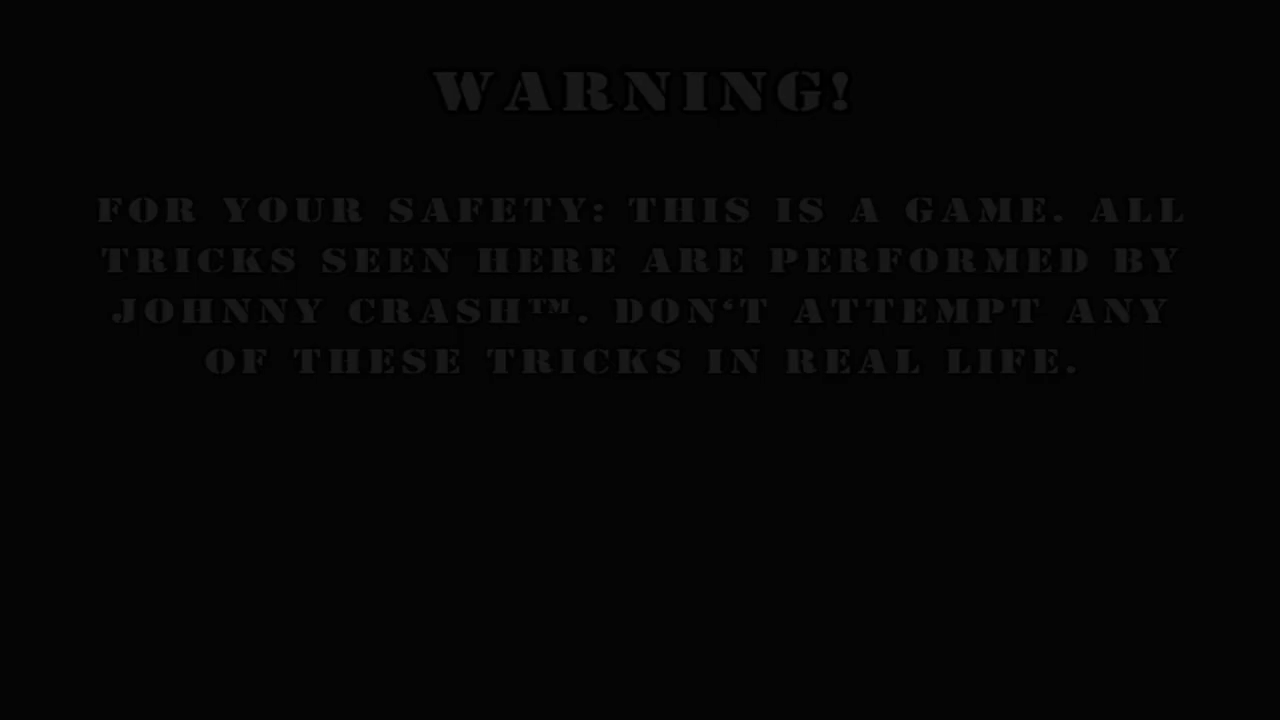 WARNING!
FOR YOUR SAFETY: THIS IS A GAME. ALL
TRICKS SEEN HERE ARE PERFORMED BY
JOHNNY CRASH™. DON‘T ATTEMPT ANY
OF THESE TRICKS IN REAL LIFE.